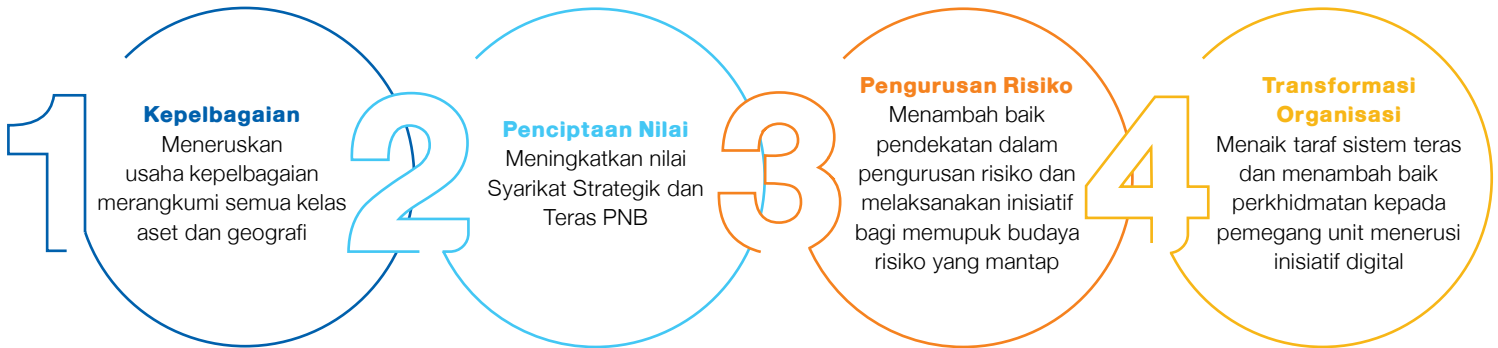 1
Kepelbagaian
Meneruskan
usaha kepelbagaian
merangkumi semua kelas
aset dan geografi
2
Penciptaan Nilai
Meningkatkan nilai
Syarikat Strategik dan
Teras PNB
3
Pengurusan Risiko
Menambah baik
pendekatan dalam
pengurusan risiko dan
melaksanakan inisiatif
bagi memupuk budaya
risiko yang mantap
4
Transformasi
Organisasi
Menaik taraf sistem teras
dan menambah baik
perkhidmatan kepada
pemegang unit menerusi
inisiatif digital